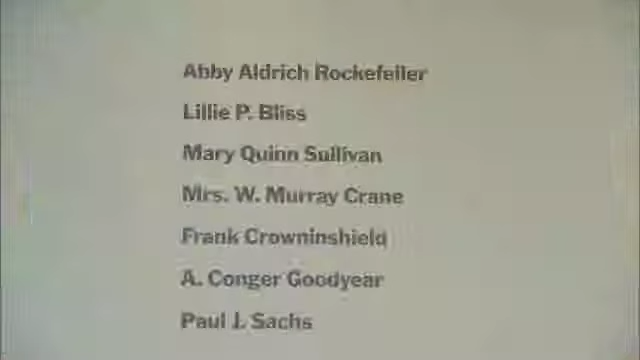 Abby Aldrich Rockefeller
Lillie P. Bliss
Mary Quinn Sullivan
Mrs. W. Murray Crane
Frank Crowninshield
A. Conger Goodyear
Paul J. Sachs